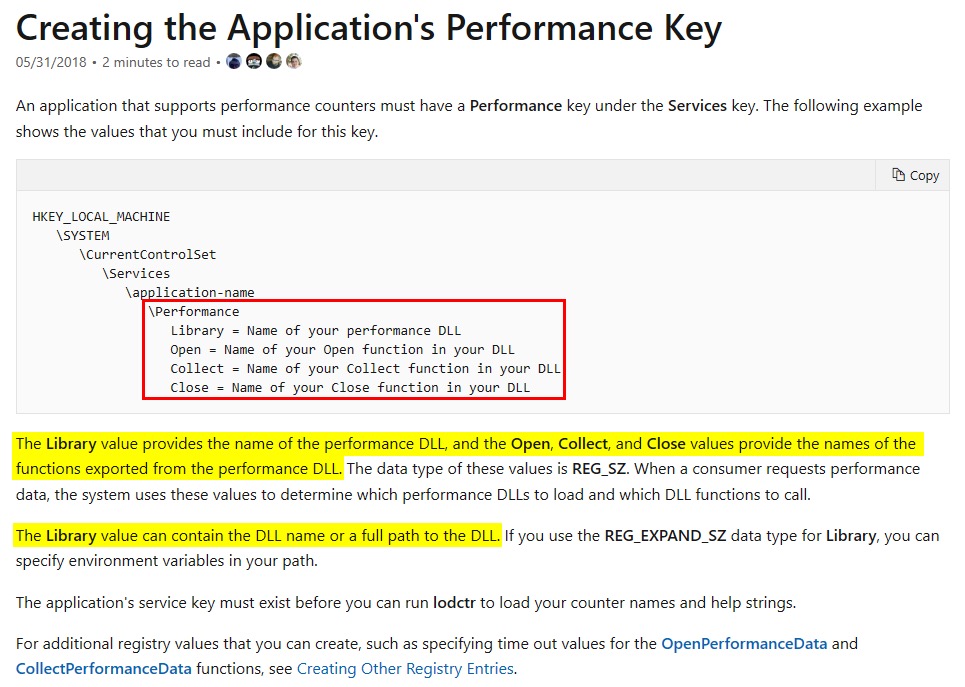 Creating the Application's Performance Key
05/31/2018 • 2 minutes to read •
An application that supports performance counters must have a Performance key under the Services key. The following example
shows the values that you must include for this key.
Copy
HKEY_LOCAL_MACHINE
\SYSTEM
\CurrentControlSet
\Services
\application-name
\Performance
Library = Name of your performance DLL
Open = Name of your Open function in your DLL
Collect = Name of your Collect function in your DLL
Close = Name of your Close function in your DLL
The Library value provides the name of the performance DLL, and the Open, Collect, and Close values provide the names of the
functions exported from the performance DLL. The data type of these values is REG_SZ. When a consumer requests performance
data, the system uses these values to determine which performance DLLs to load and which DLL functions to call.
The Library value can contain the DLL name or a full path to the DLL. If you use the REG_EXPAND_SZ data type for Library, you can
specify environment variables in your path.
The application's service key must exist before you can run lodctr to load your counter names and help strings.
For additional registry values that you can create, such as specifying time out values for the OpenPerformanceData and
CollectPerformanceData functions, see Creating Other Registry Entries.